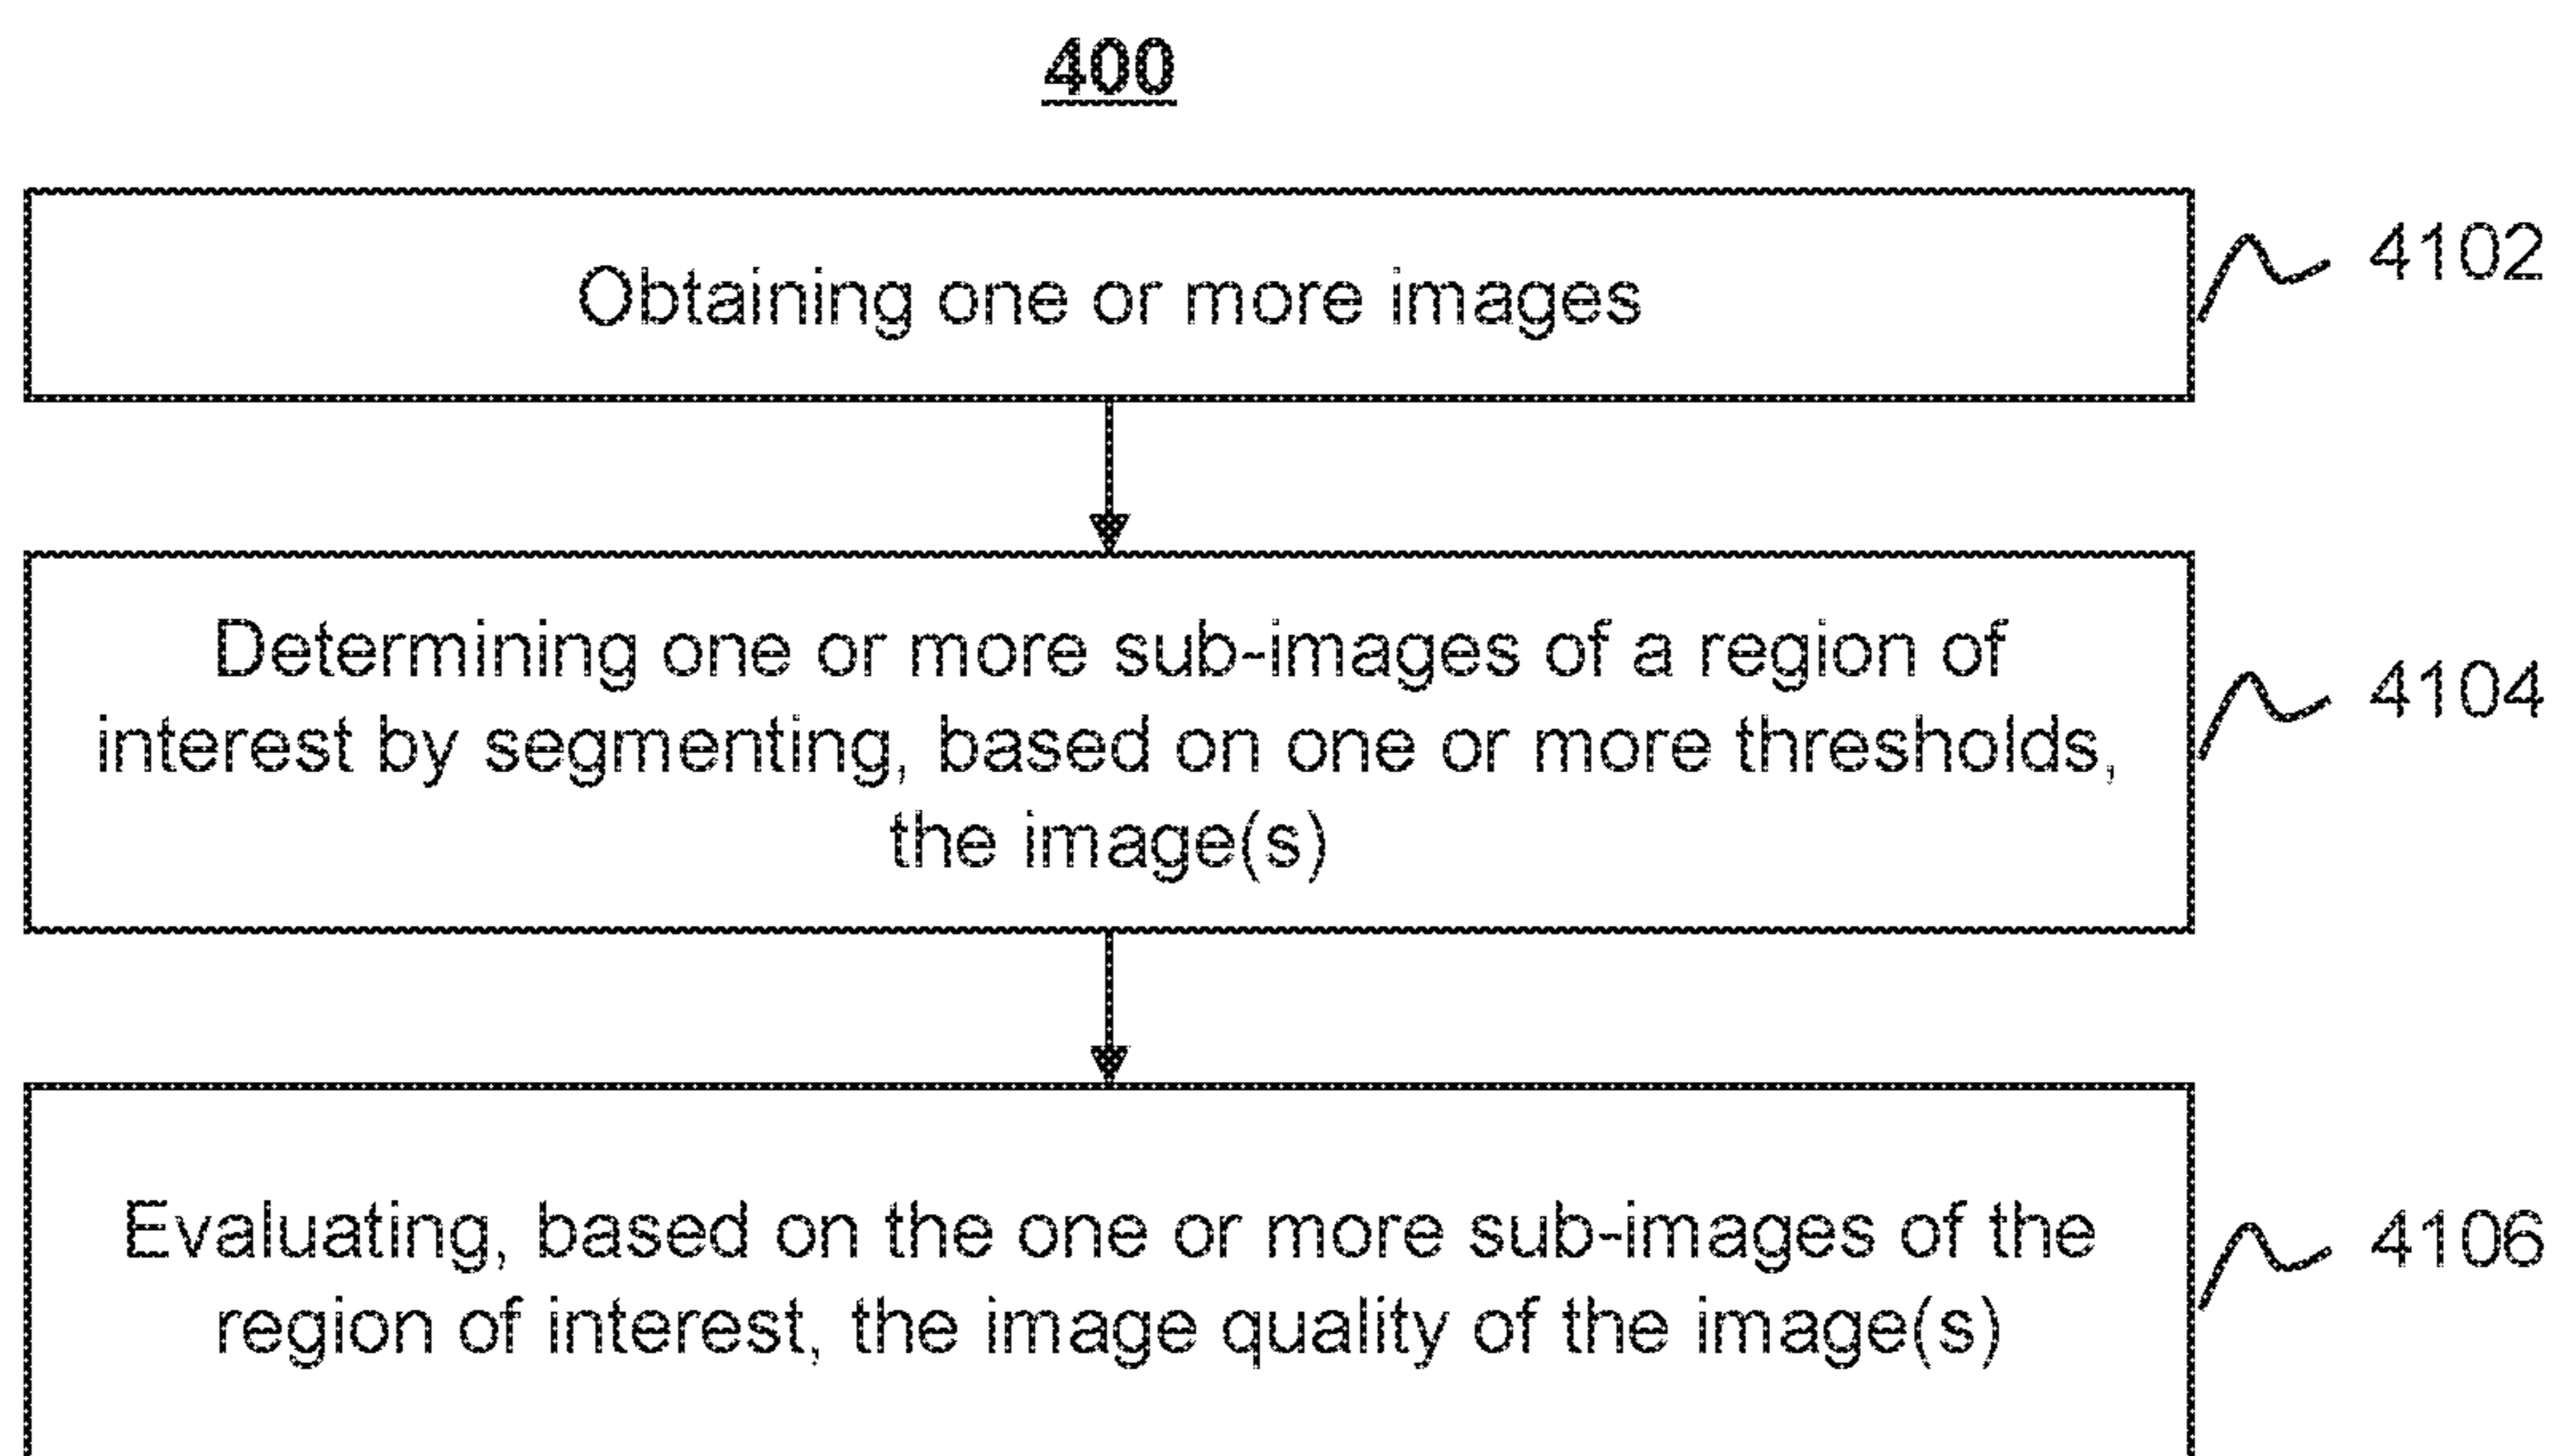 400
Obtaining one or more images
4102
Determining one or more sub-images of a region of
interest by segmenting, based on one or more thresholds,
the image(s)
4104
Evaluating, based on the one or more sub-images of the
region of interest, the image quality of the image(s)
4106